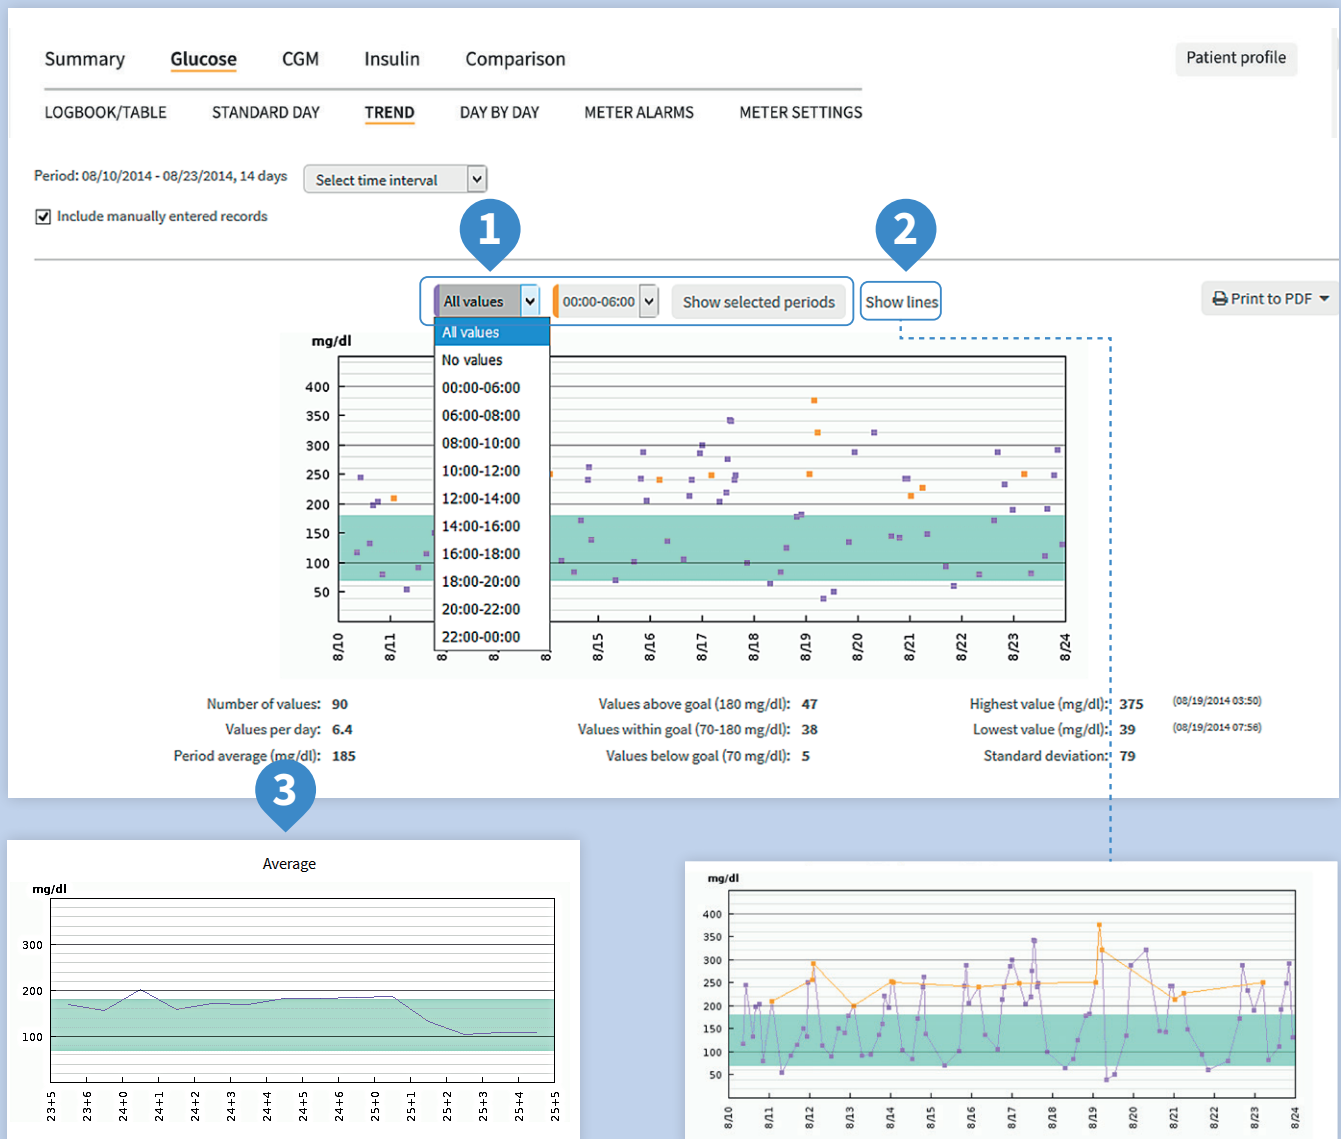 Summary Glucose CGM Insulin Comparison Patient profile
LOGBOOK/TABLE STANDARD DAY TREND DAY BY DAY METER ALARMS METER SETTINGS
Period: 08/10/2014 - 08/23/2014, 14 days Select time interval
Include manually entered records
1 2
All values 00:00-06:00 Show selected periods Show lines Print to PDF
All values
No values
00:00-06:00
06:00-08:00
08:00-10:00
10:00-12:00
12:00-14:00
14:00-16:00
16:00-18:00
18:00-20:00
20:00-22:00
22:00-00:00
mg/dl
400
350
300
250
200
150
100
50
8/10 8/11 8/15 8/16 8/17 8/18 8/19 8/20 8/21 8/22 8/23 8/24
Number of values: 90 Values above goal (180 mg/dl): 47 Highest value (mg/dl): 375 (08/19/2014 03:50)
Values per day: 6.4 Values within goal (70-180 mg/dl): 38 Lowest value (mg/dl): 39 (08/19/2014 07:56)
Period average (mg/dl): 185 Values below goal (70 mg/dl): 5 Standard deviation: 79
3
Average
mg/dl
300
200
100
23+5 23+6 24+0 24+1 24+2 24+3 24+4 24+5 24+6 25+0 25+1 25+2 25+3 25+4 25+5
mg/dl
400
350
300
250
200
150
100
50
8/10 8/11 8/12 8/13 8/14 8/15 8/16 8/17 8/18 8/19 8/20 8/21 8/22 8/23 8/24